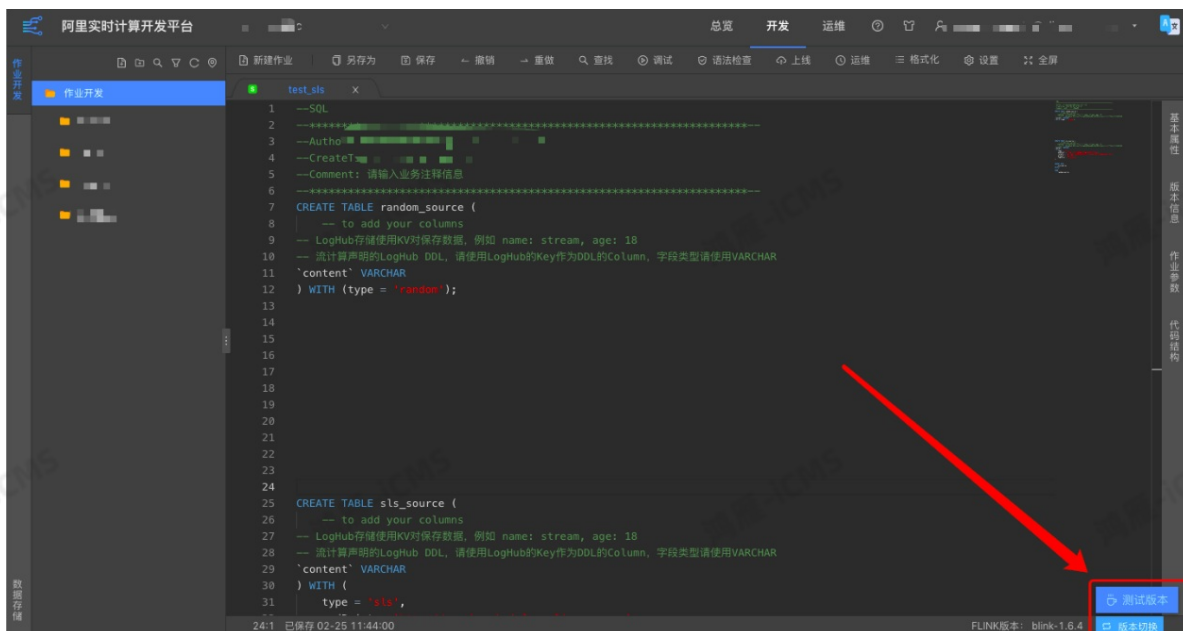 阿里实时计算开发平台
总览 开发 运维
作业开发
新建作业 另存为 保存 撤销 重做 查找 调试 语法检查 上线 运维 格式化 设置 全屏
作业开发
test_sls x
1 --SQL
2 --***********************************************************************--
3 --Autho
4 --CreateT
5 --Comment: 请输入业务注释信息
6 --***********************************************************************--
7 CREATE TABLE random_source (
8 -- to add your columns
9 -- LogHub存储使用KV对保存数据, 例如 name: stream, age: 18
10 -- 流计算声明的LogHub DDL, 请使用LogHub的Key作为DDL的Column, 字段类型请使用VARCHAR
11 `content` VARCHAR
12 ) WITH (type = 'random');
13
14
15
16
17
18
19
20
21
22
23
24
25 CREATE TABLE sls_source (
26 -- to add your columns
27 -- LogHub存储使用KV对保存数据, 例如 name: stream, age: 18
28 -- 流计算声明的LogHub DDL, 请使用LogHub的Key作为DDL的Column, 字段类型请使用VARCHAR
29 `content` VARCHAR
30 ) WITH (
31 type = 'sls',
基本属性
版本信息
作业参数
代码结构
数据存储
测试版本
24:1 已保存 02-25 11:44:00 FLINK版本: blink-1.6.4 版本切换